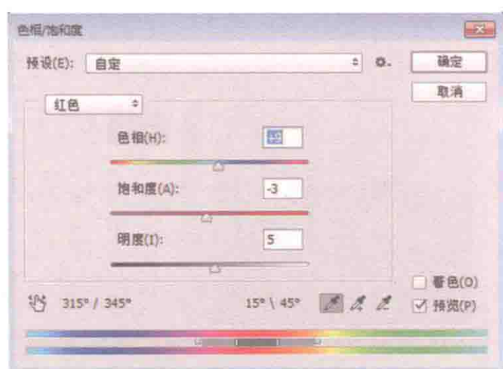 色相/饱和度
预设(E): 自定
确定
取消
红色
色相(H): +9
饱和度(A): -3
明度(I): 5
着色(O)
315° / 345° 15° \ 45° 预览(P)